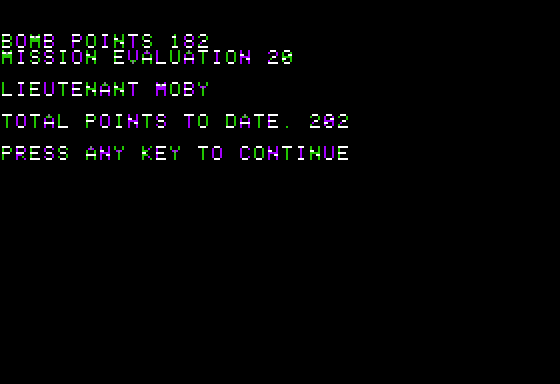 BOMB POINTS 182
MISSION EVALUATION 20
LIEUTENANT MOBY
TOTAL POINTS TO DATE. 202
PRESS ANY KEY TO CONTINUE